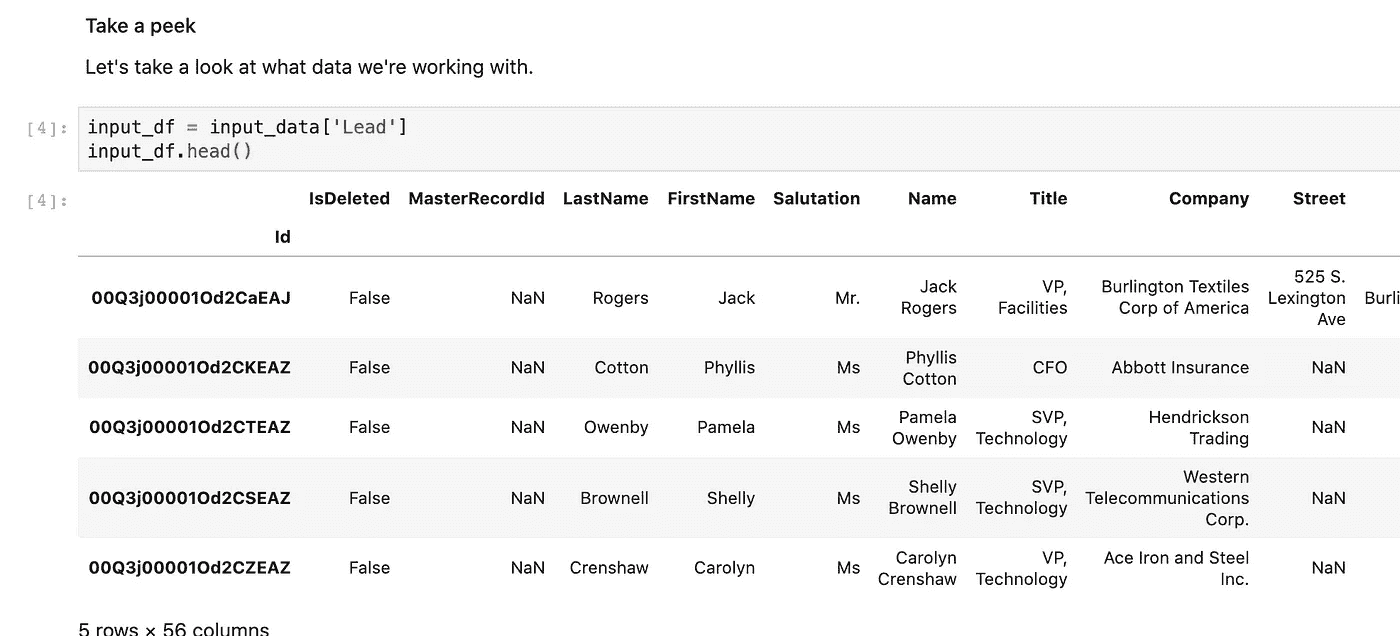 Take a peek
Let's take a look at what data we're working with.
[4]: input_df = input_data['Lead']
input_df.head()
[4]: IsDeleted MasterRecordId LastName FirstName Salutation Name Title Company Street
Id
00Q3j00001Od2CaEAJ False NaN Rogers Jack Mr. Jack Rogers VP, Facilities Burlington Textiles Corp of America 525 S. Lexington Ave Burli
00Q3j00001Od2CKEAZ False NaN Cotton Phyllis Ms Phyllis Cotton CFO Abbott Insurance NaN
00Q3j00001Od2CTEAZ False NaN Owenby Pamela Ms Pamela Owenby SVP, Technology Hendrickson Trading NaN
00Q3j00001Od2CSEAZ False NaN Brownell Shelly Ms Shelly Brownell SVP, Technology Western Telecommunications Corp. NaN
00Q3j00001Od2CZEAZ False NaN Crenshaw Carolyn Ms Carolyn Crenshaw VP, Technology Ace Iron and Steel Inc. NaN
5 rows × 56 columns